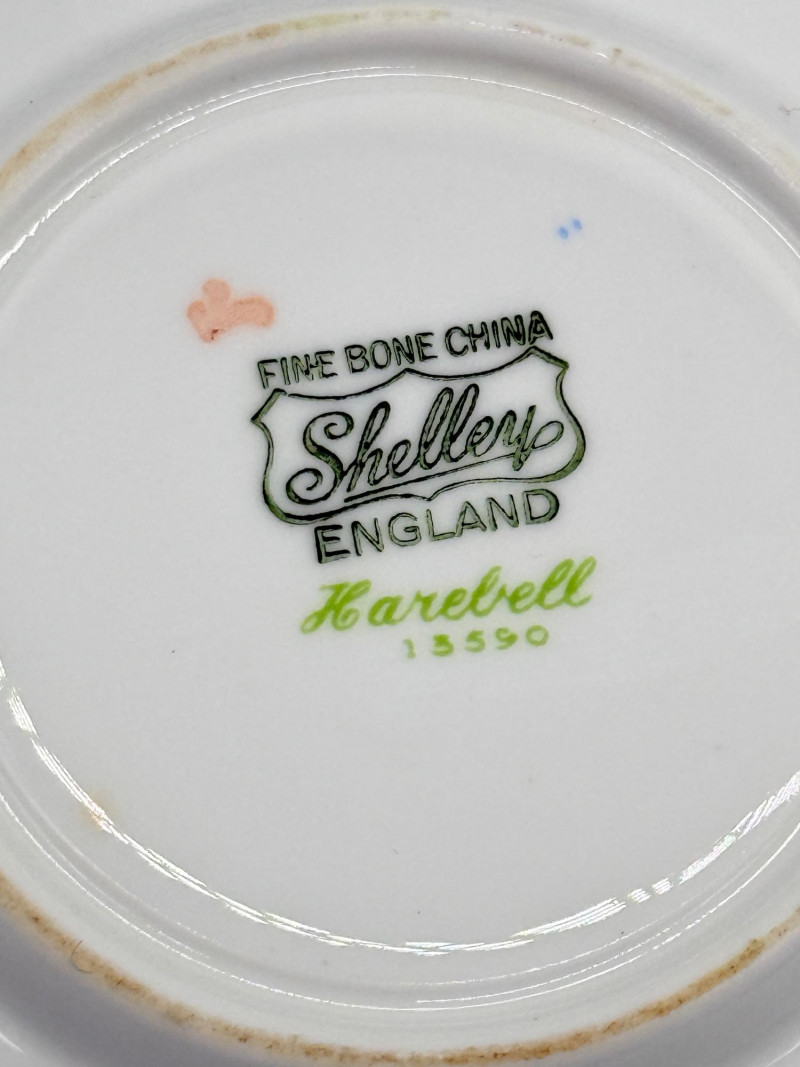 FINE BONE CHINA
Shelley
ENGLAND
Harebell
13590